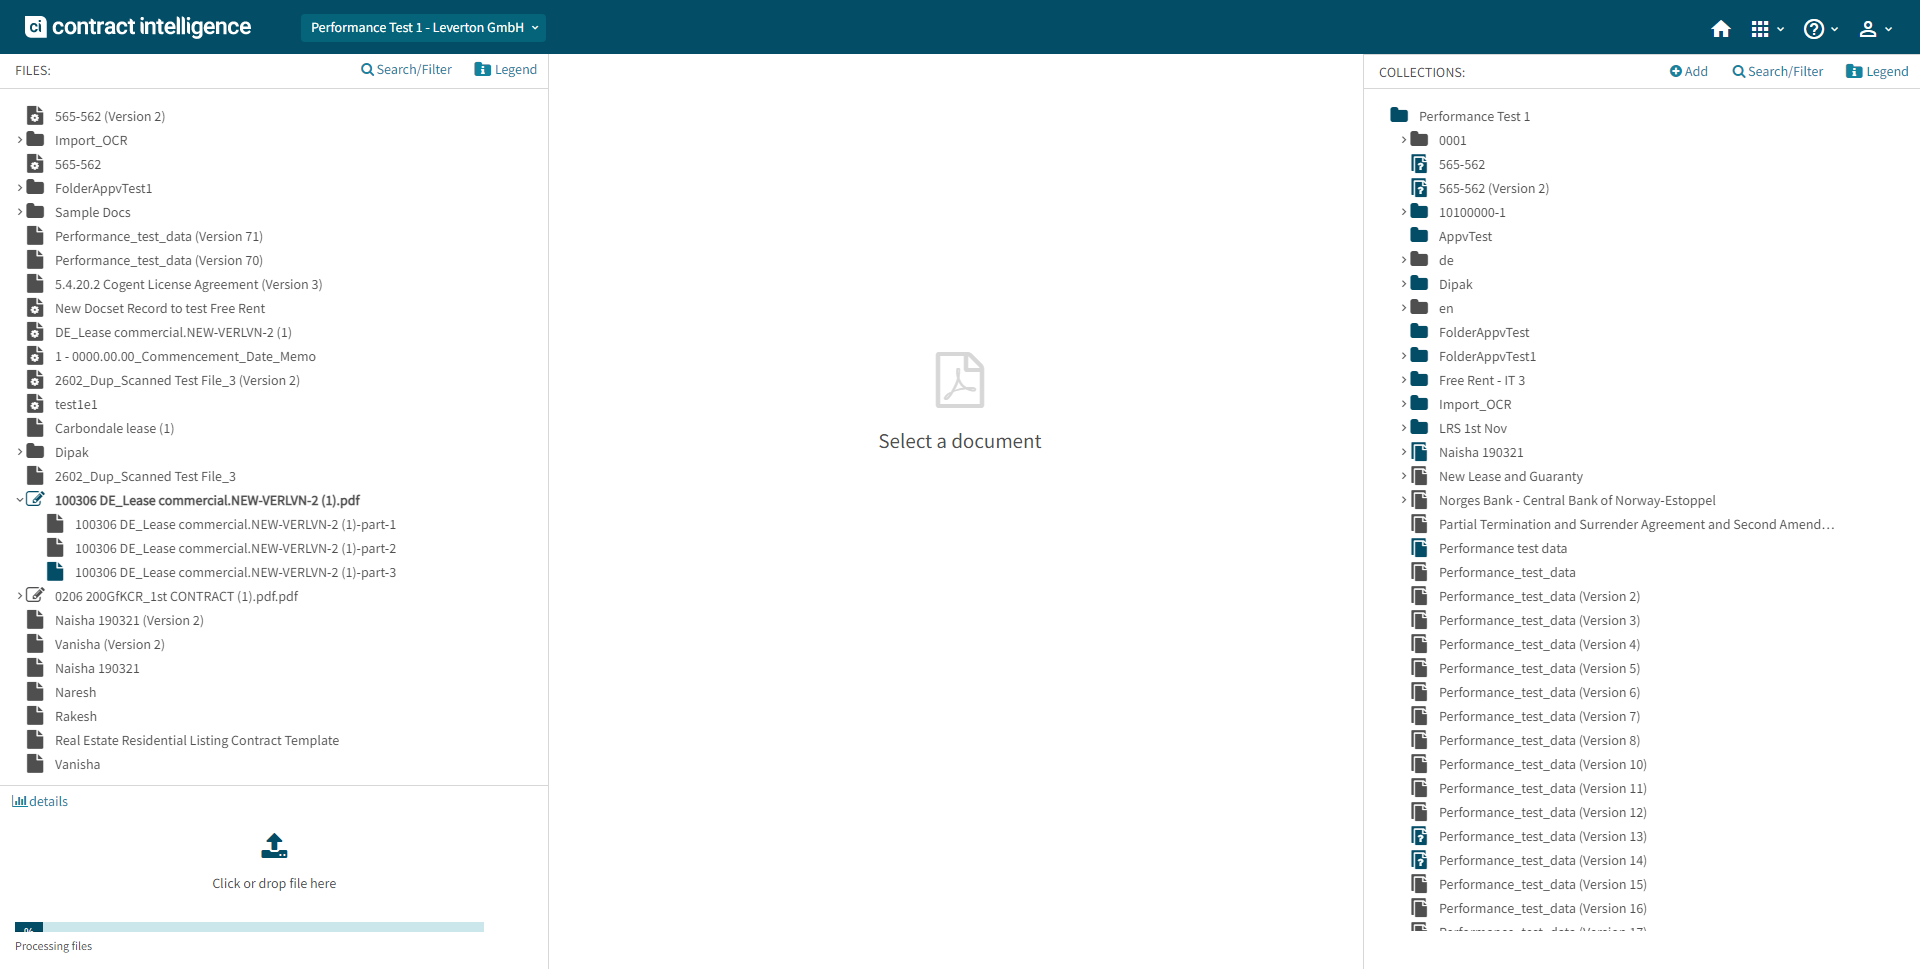 ci contract intelligence
Performance Test 1 - Leverton GmbH
FILES:
Search/Filter
Legend
565-562 (Version 2)
Import_OCR
565-562
FolderAppvTest1
Sample Docs
Performance_test_data (Version 71)
Performance_test_data (Version 70)
5.4.20.2 Cogent License Agreement (Version 3)
New Docset Record to test Free Rent
DE_Lease commercial.NEW-VERLVN-2 (1)
1 - 0000.00.00_Commencement_Date_Memo
2602_Dup_Scanned Test File_3 (Version 2)
test1e1
Carbondale lease (1)
Dipak
2602_Dup_Scanned Test File_3
100306 DE_Lease commercial.NEW-VERLVN-2 (1).pdf
100306 DE_Lease commercial.NEW-VERLVN-2 (1)-part-1
100306 DE_Lease commercial.NEW-VERLVN-2 (1)-part-2
100306 DE_Lease commercial.NEW-VERLVN-2 (1)-part-3
0206 200GfKCR_1st CONTRACT (1).pdf.pdf
Naisha 190321 (Version 2)
Vanisha (Version 2)
Naisha 190321
Naresh
Rakesh
Real Estate Residential Listing Contract Template
Vanisha
details
Click or drop file here
%
Processing files
Select a document
COLLECTIONS:
Add
Search/Filter
Legend
Performance Test 1
0001
565-562
565-562 (Version 2)
10100000-1
AppvTest
de
Dipak
en
FolderAppvTest
FolderAppvTest1
Free Rent - IT 3
Import_OCR
LRS 1st Nov
Naisha 190321
New Lease and Guaranty
Norges Bank - Central Bank of Norway-Estoppel
Partial Termination and Surrender Agreement and Second Amend...
Performance test data
Performance_test_data
Performance_test_data (Version 2)
Performance_test_data (Version 3)
Performance_test_data (Version 4)
Performance_test_data (Version 5)
Performance_test_data (Version 6)
Performance_test_data (Version 7)
Performance_test_data (Version 8)
Performance_test_data (Version 10)
Performance_test_data (Version 11)
Performance_test_data (Version 12)
Performance_test_data (Version 13)
Performance_test_data (Version 14)
Performance_test_data (Version 15)
Performance_test_data (Version 16)
Performance_test_data (Version 17)